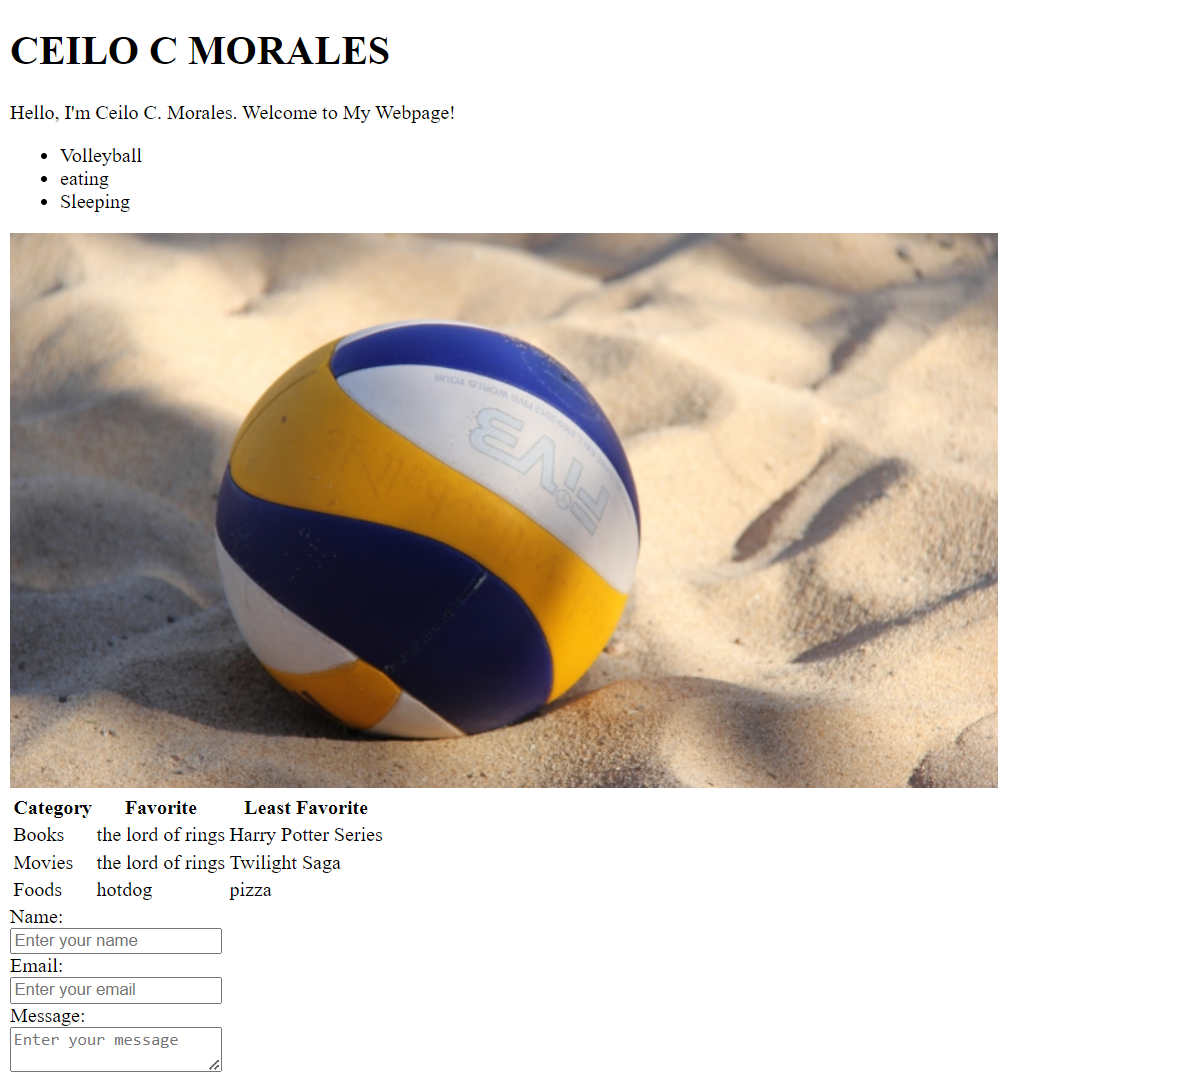 CEILO C MORALES
Hello, I'm Ceilo C. Morales. Welcome to My Webpage!
Volleyball
eating
Sleeping
FIVB
Category Favorite Least Favorite
Books the lord of rings Harry Potter Series
Movies the lord of rings Twilight Saga
Foods hotdog pizza
Name:
Enter your name
Email:
Enter your email
Message:
Enter your message